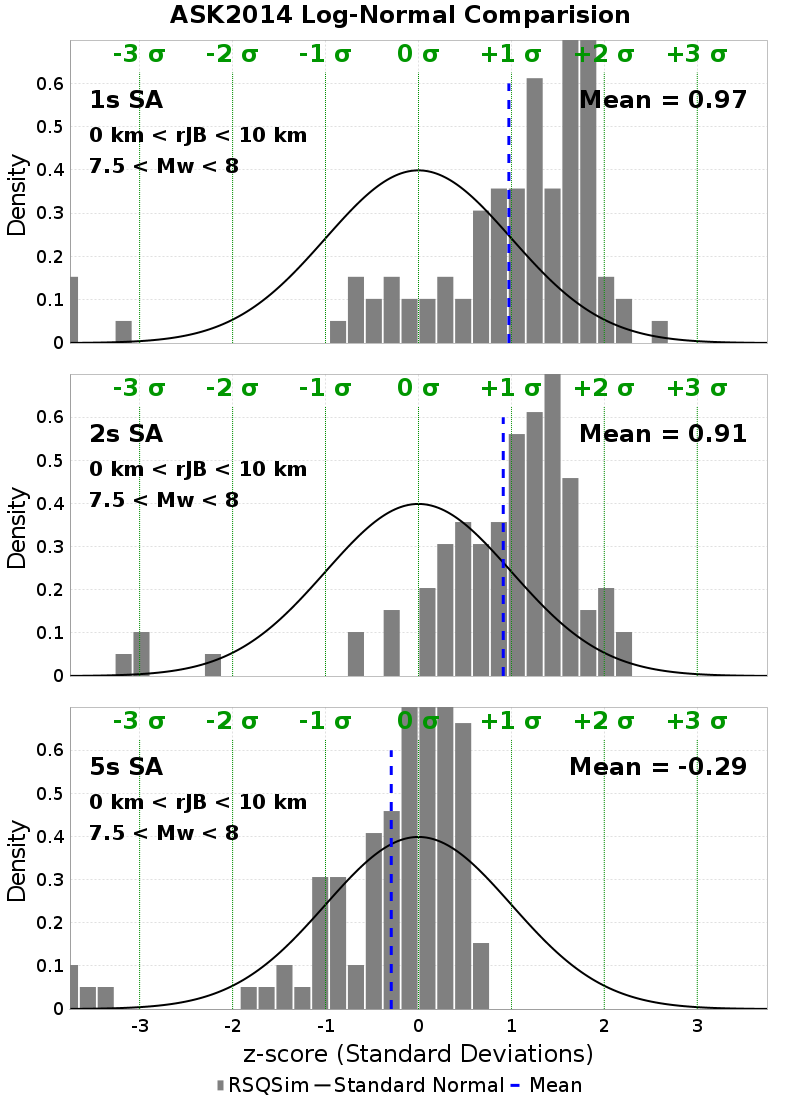 ASK2014 Log-Normal Comparision
-3 σ -2 σ -1 σ 0 σ +1 σ +2 σ +3 σ
1s SA
Mean = 0.97
0 km < rJB < 10 km
7.5 < Mw < 8
Density
0.6
0.5
0.4
0.3
0.2
0.1
0
-3 σ -2 σ -1 σ 0 σ +1 σ +2 σ +3 σ
2s SA
Mean = 0.91
0 km < rJB < 10 km
7.5 < Mw < 8
Density
0.6
0.5
0.4
0.3
0.2
0.1
0
-3 σ -2 σ -1 σ 0 σ +1 σ +2 σ +3 σ
5s SA
Mean = -0.29
0 km < rJB < 10 km
7.5 < Mw < 8
Density
0.6
0.5
0.4
0.3
0.2
0.1
0
-3 -2 -1 0 1 2 3
z-score (Standard Deviations)
RSQSim Standard Normal Mean